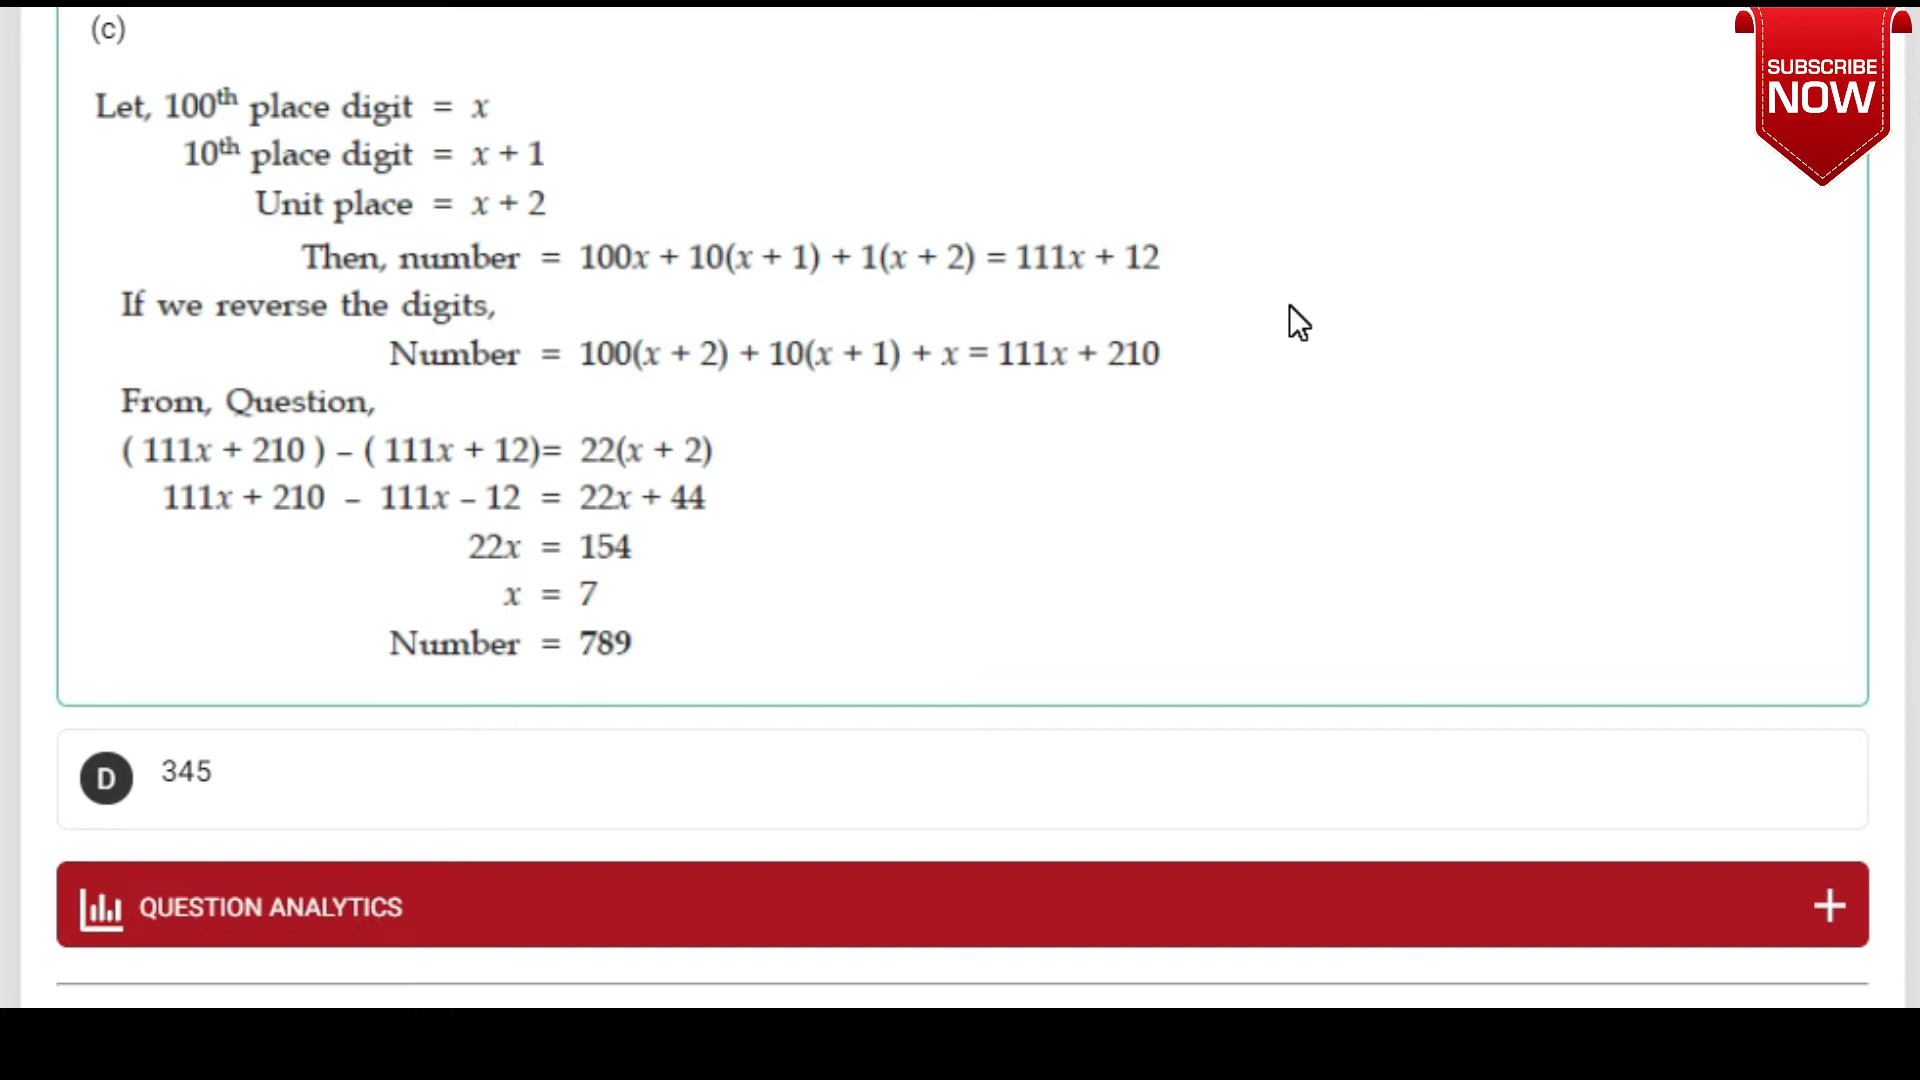 (c)
SUBSCRIBE
NOW
Let, 100th place digit = x
10th place digit = x + 1
Unit place = x + 2
Then, number = 100x + 10(x + 1) + 1(x + 2) = 111x + 12
If we reverse the digits,
Number = 100(x + 2) + 10(x + 1) + x = 111x + 210
From, Question,
( 111x + 210 ) – ( 111x + 12)= 22(x + 2)
111x + 210 – 111x – 12 = 22x + 44
22x = 154
x = 7
Number = 789
D 345
QUESTION ANALYTICS +